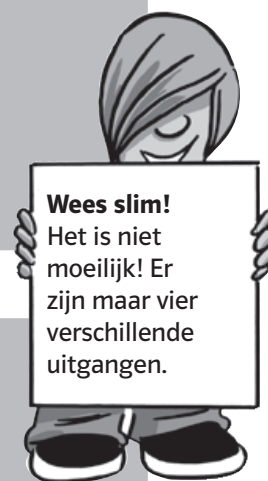 Wees slim!
Het is niet
moeilijk! Er
zijn maar vier
verschillende
uitgangen.